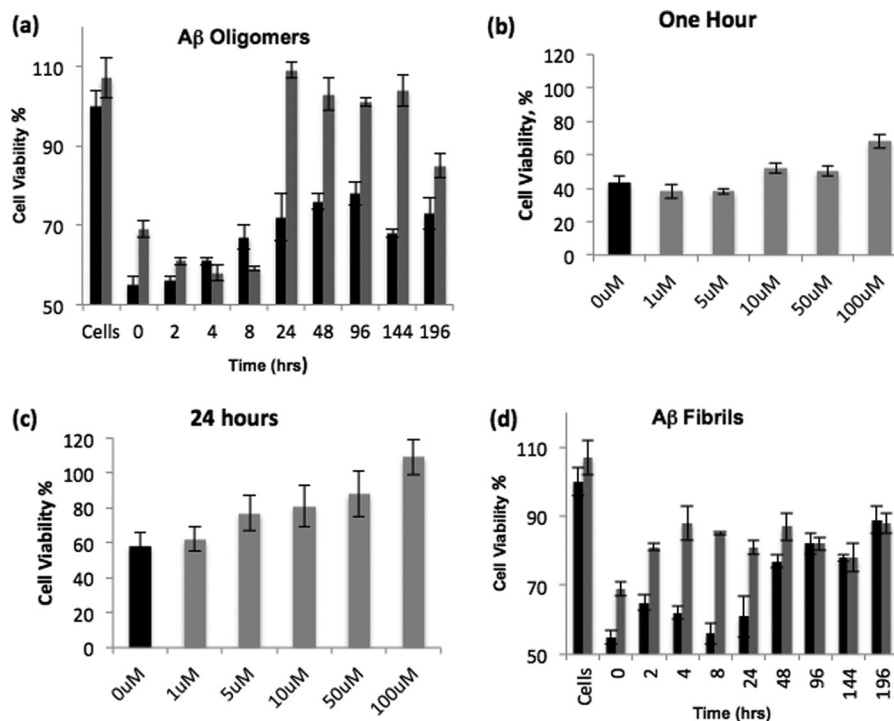 (a)
Aβ Oligomers
Cell Viability %
110
90
70
50
Cells 0 2 4 8 24 48 96 144 196
Time (hrs)
(b)
One Hour
Cell Viability, %
120
100
80
60
40
20
0
0uM 1uM 5uM 10uM 50uM 100uM
(c)
24 hours
Cell Viability %
120
100
80
60
40
20
0
0uM 1uM 5uM 10uM 50uM 100uM
(d)
Aβ Fibrils
Cell Viability %
110
90
70
50
Cells 0 2 4 8 24 48 96 144 196
Time (hrs)